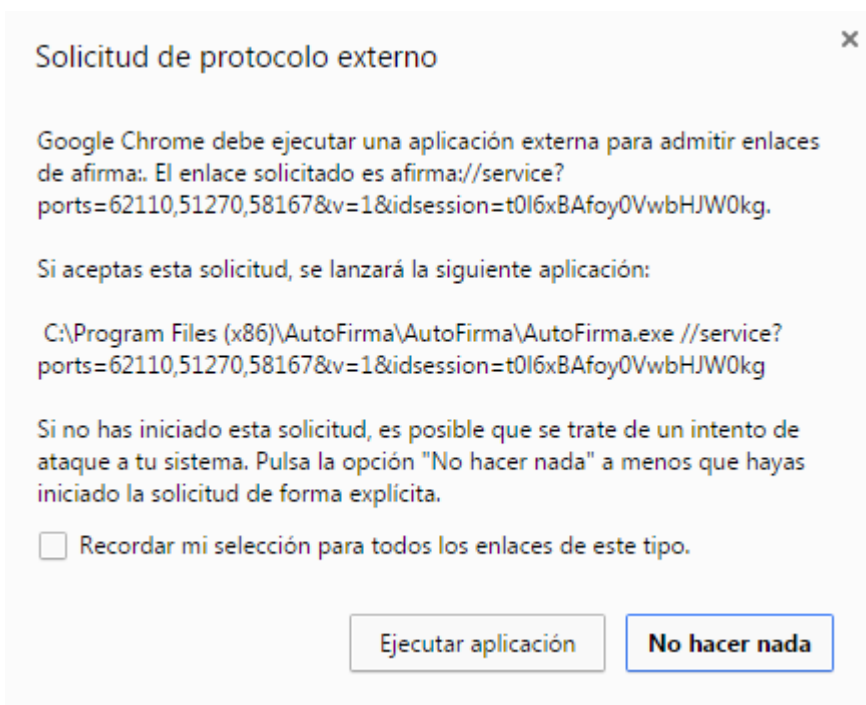 Solicitud de protocolo externo
Google Chrome debe ejecutar una aplicación externa para admitir enlaces
de afirma:. El enlace solicitado es afirma://service?
ports=62110,51270,58167&v=1&idsession=t0I6xBAfoy0VwbHJW0kg.
Si aceptas esta solicitud, se lanzará la siguiente aplicación:
C:\Program Files (x86)\AutoFirma\AutoFirma\AutoFirma.exe //service?
ports=62110,51270,58167&v=1&idsession=t0I6xBAfoy0VwbHJW0kg
Si no has iniciado esta solicitud, es posible que se trate de un intento de
ataque a tu sistema. Pulsa la opción "No hacer nada" a menos que hayas
iniciado la solicitud de forma explícita.
Recordar mi selección para todos los enlaces de este tipo.
Ejecutar aplicación
No hacer nada